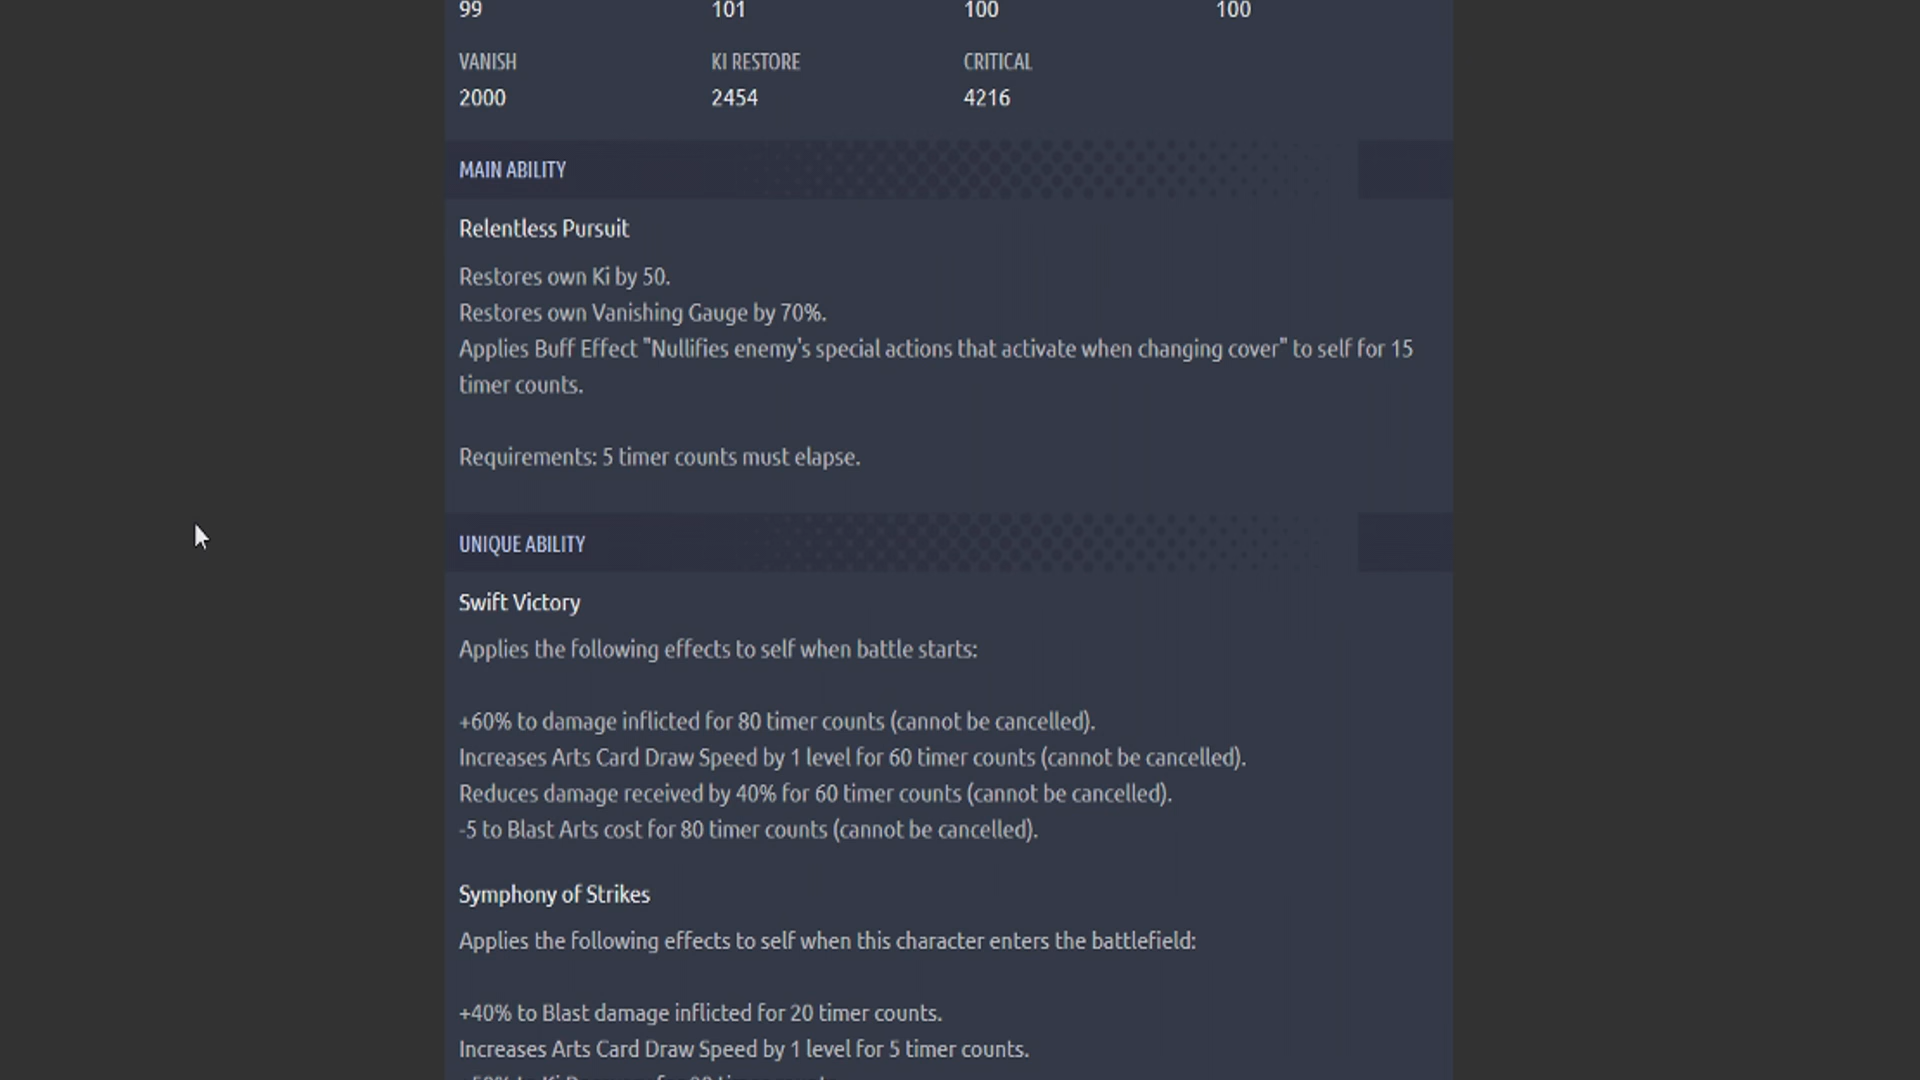 99 101 100 100
VANISH KI RESTORE CRITICAL
2000 2454 4216
MAIN ABILITY
Relentless Pursuit
Restores own Ki by 50.
Restores own Vanishing Gauge by 70%.
Applies Buff Effect "Nullifies enemy's special actions that activate when changing cover" to self for 15
timer counts.
Requirements: 5 timer counts must elapse.
UNIQUE ABILITY
Swift Victory
Applies the following effects to self when battle starts:
+60% to damage inflicted for 80 timer counts (cannot be cancelled).
Increases Arts Card Draw Speed by 1 level for 60 timer counts (cannot be cancelled).
Reduces damage received by 40% for 60 timer counts (cannot be cancelled).
-5 to Blast Arts cost for 80 timer counts (cannot be cancelled).
Symphony of Strikes
Applies the following effects to self when this character enters the battlefield:
+40% to Blast damage inflicted for 20 timer counts.
Increases Arts Card Draw Speed by 1 level for 5 timer counts.